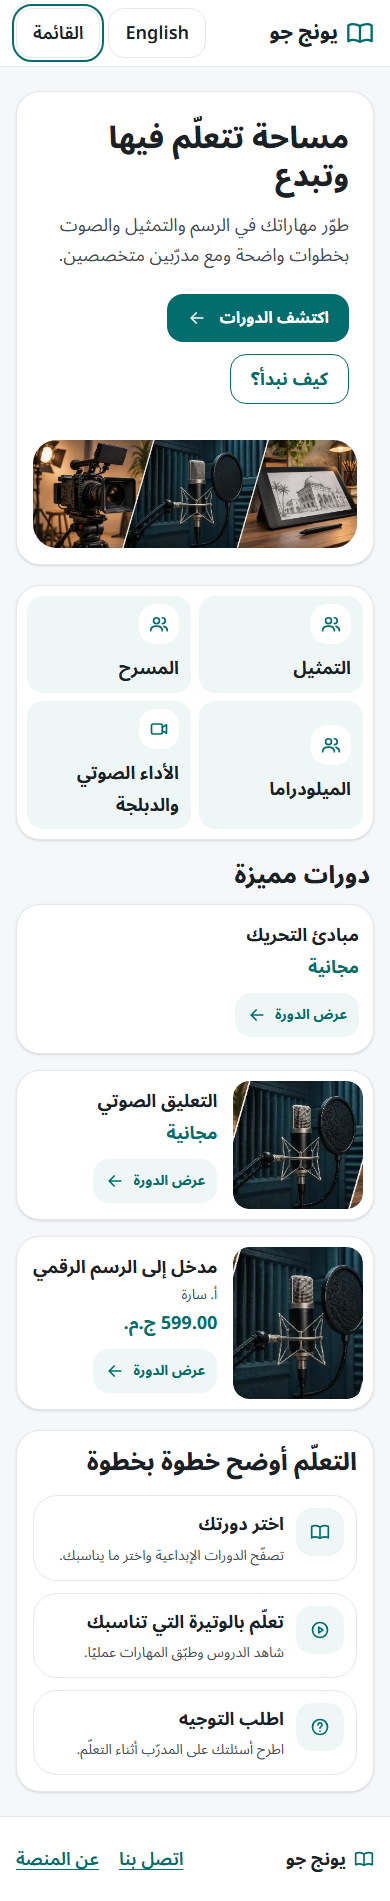 يونج جو
English
القائمة
مساحة تتعلّم فيها
وتبدع
طوّر مهاراتك في الرسم والتمثيل والصوت
بخطوات واضحة ومع مدرّبين متخصصين.
اكتشف الدورات
كيف نبدأ؟
التمثيل
المسرح
الميلودراما
الأداء الصوتي
والدبلجة
دورات مميزة
مبادئ التحريك
مجانية
عرض الدورة
التعليق الصوتي
مجانية
عرض الدورة
مدخل إلى الرسم الرقمي
أ. سارة
599.00 ج.م.
عرض الدورة
التعلّم أوضح خطوة بخطوة
اختر دورتك
تصفّح الدورات الإبداعية واختر ما يناسبك.
تعلّم بالوتيرة التي تناسبك
شاهد الدروس وطبّق المهارات عمليًا.
اطلب التوجيه
اطرح أسئلتك على المدرّب أثناء التعلّم.
يونج جو
اتصل بنا
عن المنصة